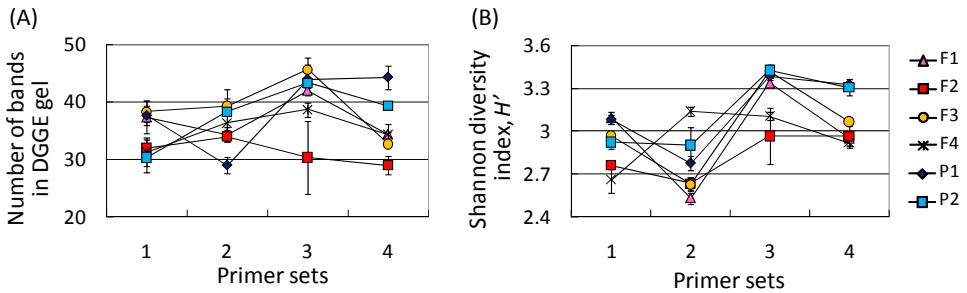 (A)
Number of bands
in DGGE gel
50
40
30
20
1 2 3 4
Primer sets
(B)
Shannon diversity
index, H′
3.6
3.3
3
2.7
2.4
1 2 3 4
Primer sets
F1
F2
F3
F4
P1
P2